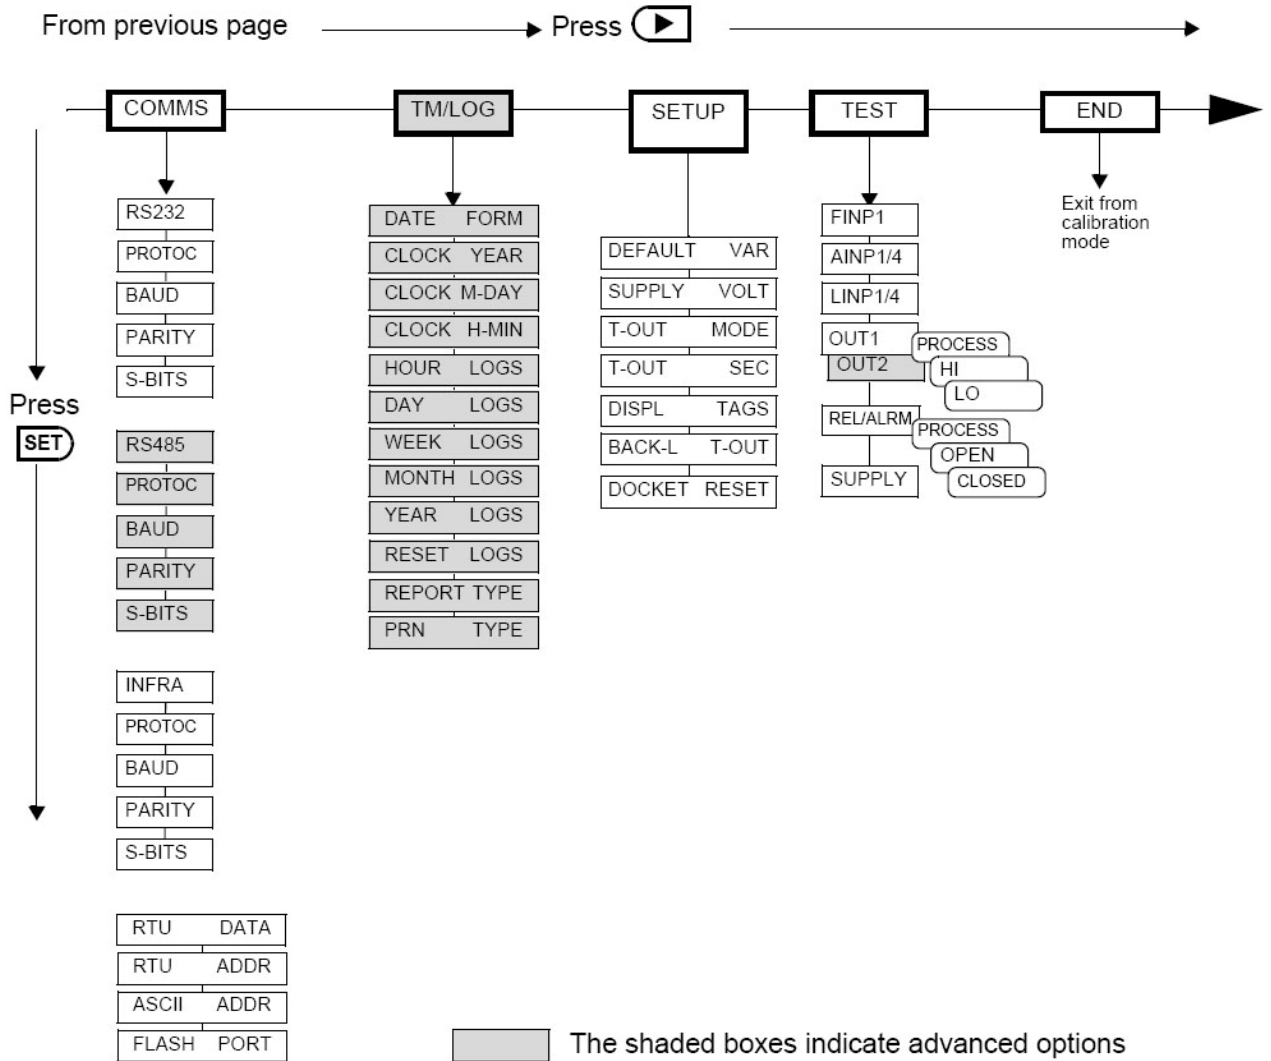 From previous page
Press
COMMS
TM/LOG
SETUP
TEST
END
Press
SET
RS232
PROTOC
BAUD
PARITY
S-BITS
RS485
PROTOC
BAUD
PARITY
S-BITS
INFRA
PROTOC
BAUD
PARITY
S-BITS
RTU DATA
RTU ADDR
ASCII ADDR
FLASH PORT
DATE FORM
CLOCK YEAR
CLOCK M-DAY
CLOCK H-MIN
HOUR LOGS
DAY LOGS
WEEK LOGS
MONTH LOGS
YEAR LOGS
RESET LOGS
REPORT TYPE
PRN TYPE
DEFAULT VAR
SUPPLY VOLT
T-OUT MODE
T-OUT SEC
DISPL TAGS
BACK-L T-OUT
DOCKET RESET
FINP1
AINP1/4
LINP1/4
OUT1
OUT2
PROCESS
HI
LO
REL/ALRM
PROCESS
OPEN
CLOSED
SUPPLY
Exit from
calibration
mode
The shaded boxes indicate advanced options